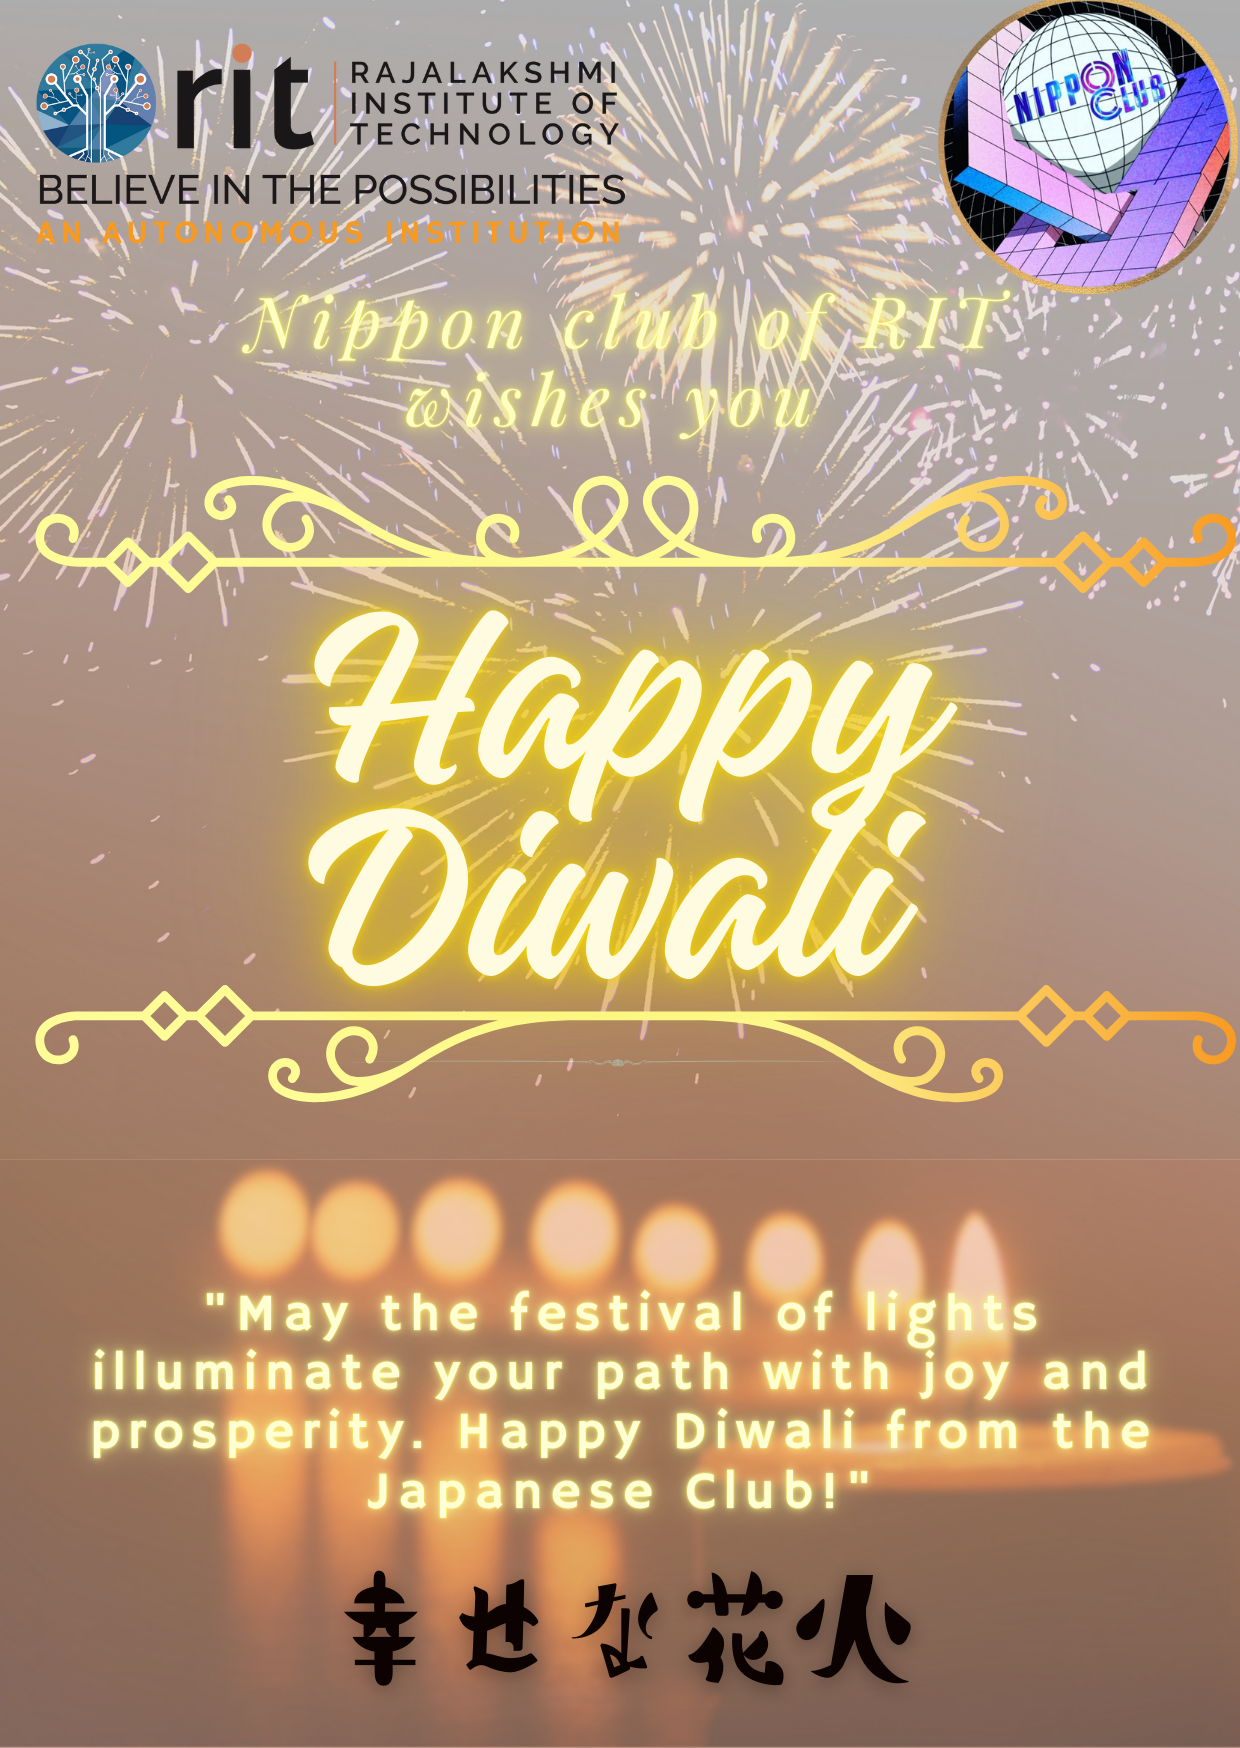 rit
RAJALAKSHMI
INSTITUTE OF
TECHNOLOGY
BELIEVE IN THE POSSIBILITIES
AN AUTONOMOUS INSTITUTION
NIPPON
CLUB
Nippon club of RIT
wishes you
Happy
Diwali
"May the festival of lights
illuminate your path with joy and
prosperity. Happy Diwali from the
Japanese Club!"
幸せな花火